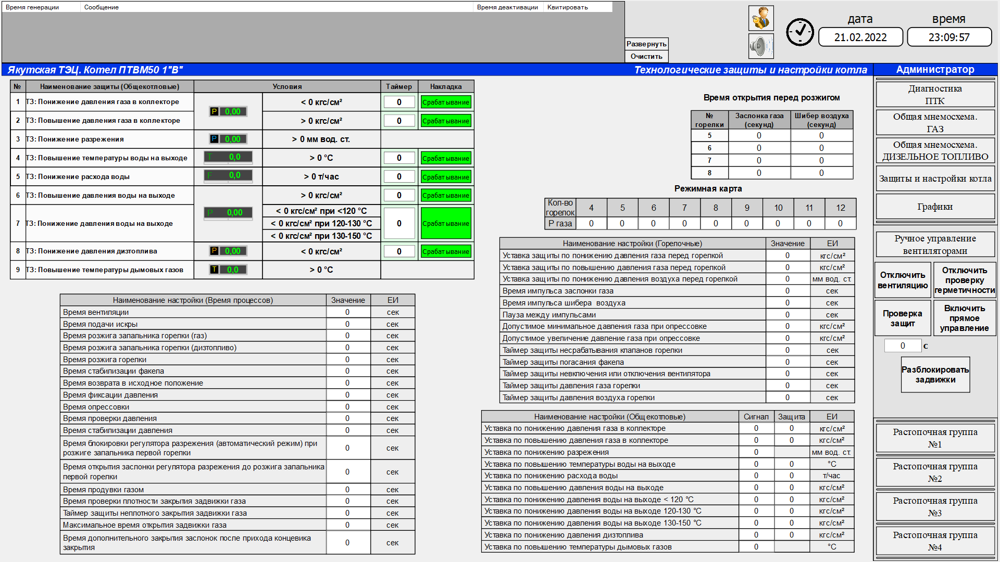 Время генерации Сообщение Время деактивации Квитировать
Развернуть
Очистить
дата время
21.02.2022 23:09:57
Якутская ТЭЦ. Котел ПТВМ50 1"В" Технологические защиты и настройки котла Администратор
№ Наименование защиты (Общекотловые) Условия Таймер Накладка
1 ТЗ: Понижение давления газа в коллекторе P 0,00 < 0 кгс/см² 0 Срабатывание
2 ТЗ: Повышение давления газа в коллекторе > 0 кгс/см² 0 Срабатывание
3 ТЗ: Понижение разрежения P 0,00 > 0 мм вод. ст.
4 ТЗ: Повышение температуры воды на выходе T 0,0 > 0 °C 0 Срабатывание
5 ТЗ: Понижение расхода воды F 0,0 > 0 т/час 0 Срабатывание
6 ТЗ: Повышение давления воды на выходе P 0,00 > 0 кгс/см² 0 Срабатывание
7 ТЗ: Понижение давления воды на выходе < 0 кгс/см² при <120 °C 0 Срабатывание
< 0 кгс/см² при 120-130 °C
< 0 кгс/см² при 130-150 °C
8 ТЗ: Понижение давления дизтоплива P 0,00 < 0 кгс/см² 0 Срабатывание
9 ТЗ: Повышение температуры дымовых газов T 0,0 > 0 °C
Наименование настройки (Время процессов) Значение ЕИ
Время вентиляции 0 сек
Время подачи искры 0 сек
Время розжига запальника горелки (газ) 0 сек
Время розжига запальника горелки (дизтопливо) 0 сек
Время розжига горелки 0 сек
Время стабилизации факела 0 сек
Время возврата в исходное положение 0 сек
Время фиксации давления 0 сек
Время опрессовки 0 сек
Время проверки давления 0 сек
Время стабилизации давления 0 сек
Время блокировки регулятора разрежения (автоматический режим) при
розжиге запальника первой горелки 0 сек
Время открытия заслонки регулятора разрежения до розжига запальника
первой горелки 0 сек
Время продувки газом 0 сек
Время проверки плотности закрытия задвижки газа 0 сек
Таймер защиты неплотного закрытия задвижки газа 0 сек
Максимальное время открытия задвижки газа 0 сек
Время дополнительного закрытия заслонок после прихода концевика
закрытия 0 сек
Время открытия перед розжигом
№ горелки Заслонка газа (секунд) Шибер воздуха (секунд)
5 0 0
6 0 0
7 0 0
8 0 0
Режимная карта
Кол-во горелок 4 5 6 7 8 9 10 11 12
Р газа 0 0 0 0 0 0 0 0 0
Наименование настройки (Горелочные) Значение ЕИ
Уставка защиты по понижению давления газа перед горелкой 0 кгс/см²
Уставка защиты по повышению давления газа перед горелкой 0 кгс/см²
Уставка защиты по понижению давления воздуха перед горелкой 0 мм вод. ст.
Время импульса заслонки газа 0 сек
Время импульса шибера воздуха 0 сек
Пауза между импульсами 0 сек
Допустимое минимальное давления газа при опрессовке 0 кгс/см²
Допустимое увеличение давление газа при опрессовке 0 кгс/см²
Таймер защиты несрабатывания клапанов горелки 0 сек
Таймер защиты погасания факела 0 сек
Таймер защиты невключения или отключения вентилятора 0 сек
Таймер защиты давления газа горелки 0 сек
Таймер защиты давления воздуха горелки 0 сек
Наименование настройки (Общекотловые) Сигнал Защита ЕИ
Уставка по понижению давления газа в коллекторе 0 0 кгс/см²
Уставка по повышению давления газа в коллекторе 0 0 кгс/см²
Уставка по понижению разрежения 0 мм вод. ст.
Уставка по повышению температуры воды на выходе 0 0 °C
Уставка по понижению расхода воды 0 0 т/час
Уставка по повышению давления воды на выходе 0 0 кгс/см²
Уставка по понижению давления воды на выходе < 120 °C 0 0 кгс/см²
Уставка по понижению давления воды на выходе 120-130 °C 0 0 кгс/см²
Уставка по понижению давления воды на выходе 130-150 °C 0 0 кгс/см²
Уставка по понижению давления дизтоплива 0 0 кгс/см²
Уставка по повышению температуры дымовых газов 0 °C
Диагностика
ПТК
Общая мнемосхема.
ГАЗ
Общая мнемосхема.
ДИЗЕЛЬНОЕ ТОПЛИВО
Защиты и настройки котла
Графики
Ручное управление
вентиляторами
Отключить
вентиляцию
Отключить
проверку
герметичности
Проверка
защит
Включить
прямое
управление
0 с
Разблокировать
задвижки
Растопочная группа
№1
Растопочная группа
№2
Растопочная группа
№3
Растопочная группа
№4